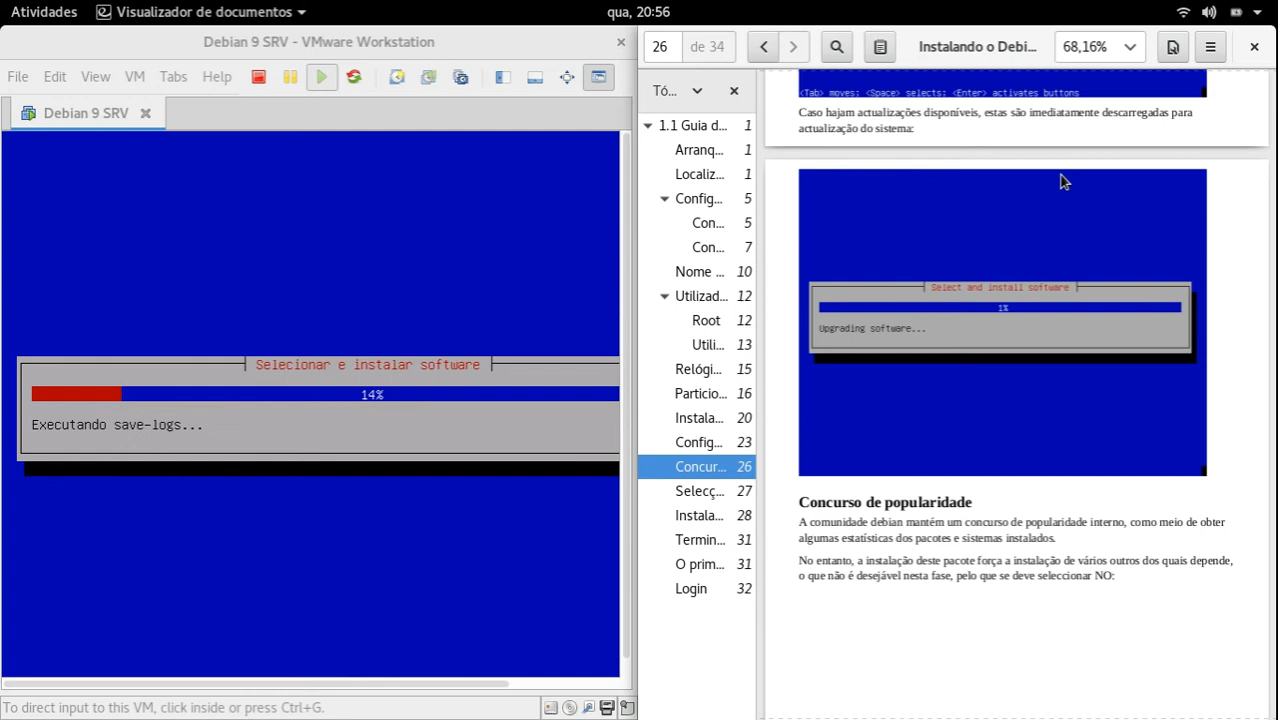 Atividades
Visualizador de documentos
qua, 20:56
Debian 9 SRV - VMware Workstation
File Edit View VM Tabs Help
Debian 9 SRV
Selecionar e instalar software
14%
Executando save-logs...
To direct input to this VM, click inside or press Ctrl+G.
26 de 34
Instalando o Debi...
68,16%
Tó...
1.1 Guia d... 1
Arranq... 1
Localiz... 1
Config... 5
Con... 5
Con... 7
Nome ... 10
Utilizad... 12
Root 12
Utili... 13
Relógi... 15
Particio... 16
Instala... 20
Config... 23
Concur... 26
Selecç... 27
Instala... 28
Termin... 31
O prim... 31
Login 32
<Tab> moves; <Space> selects; <Enter> activates buttons
Caso hajam actualizações disponíveis, estas são imediatamente descarregadas para
actualização do sistema:
Select and install software
1%
Upgrading software...
Concurso de popularidade
A comunidade debian mantém um concurso de popularidade interno, como meio de obter
algumas estatísticas dos pacotes e sistemas instalados.
No entanto, a instalação deste pacote força a instalação de vários outros dos quais depende,
o que não é desejável nesta fase, pelo que se deve seleccionar NO: